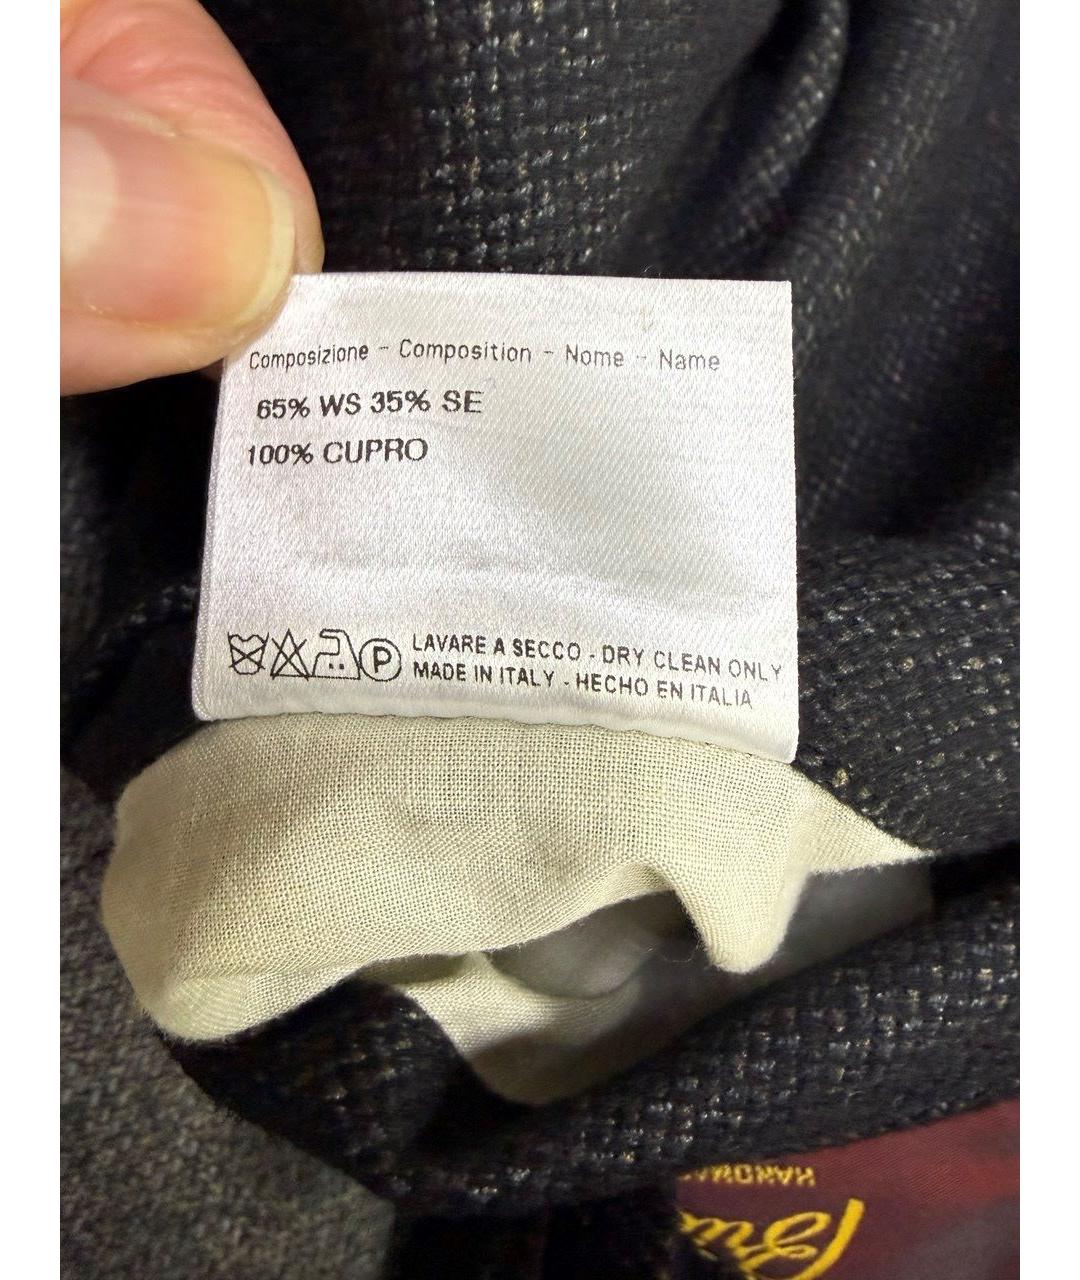 Composizione - Composition - Nome - Name
65% WS 35% SE
100% CUPRO
P
LAVARE A SECCO - DRY CLEAN ONLY
MADE IN ITALY - HECHO EN ITALIA